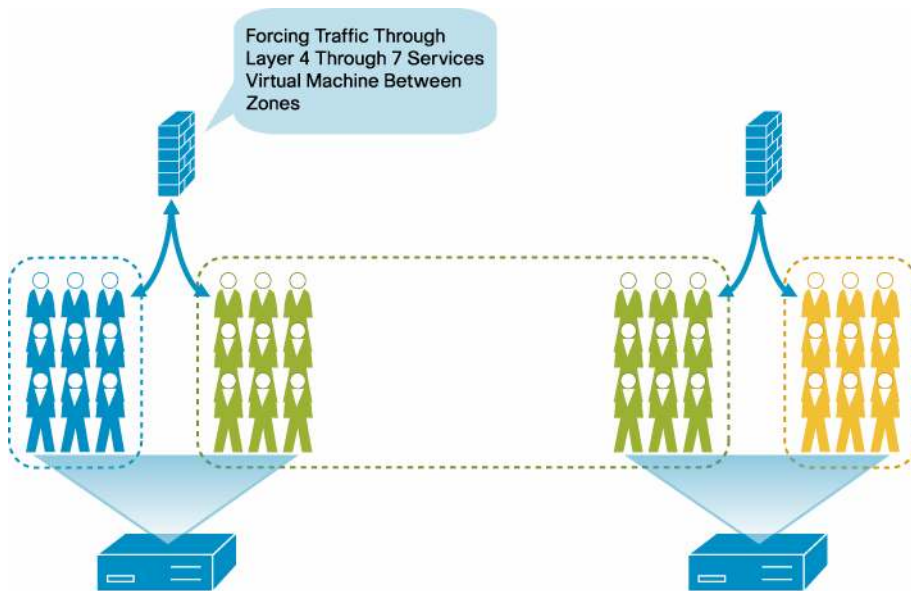 Forcing Traffic Through
Layer 4 Through 7 Services
Virtual Machine Between
Zones